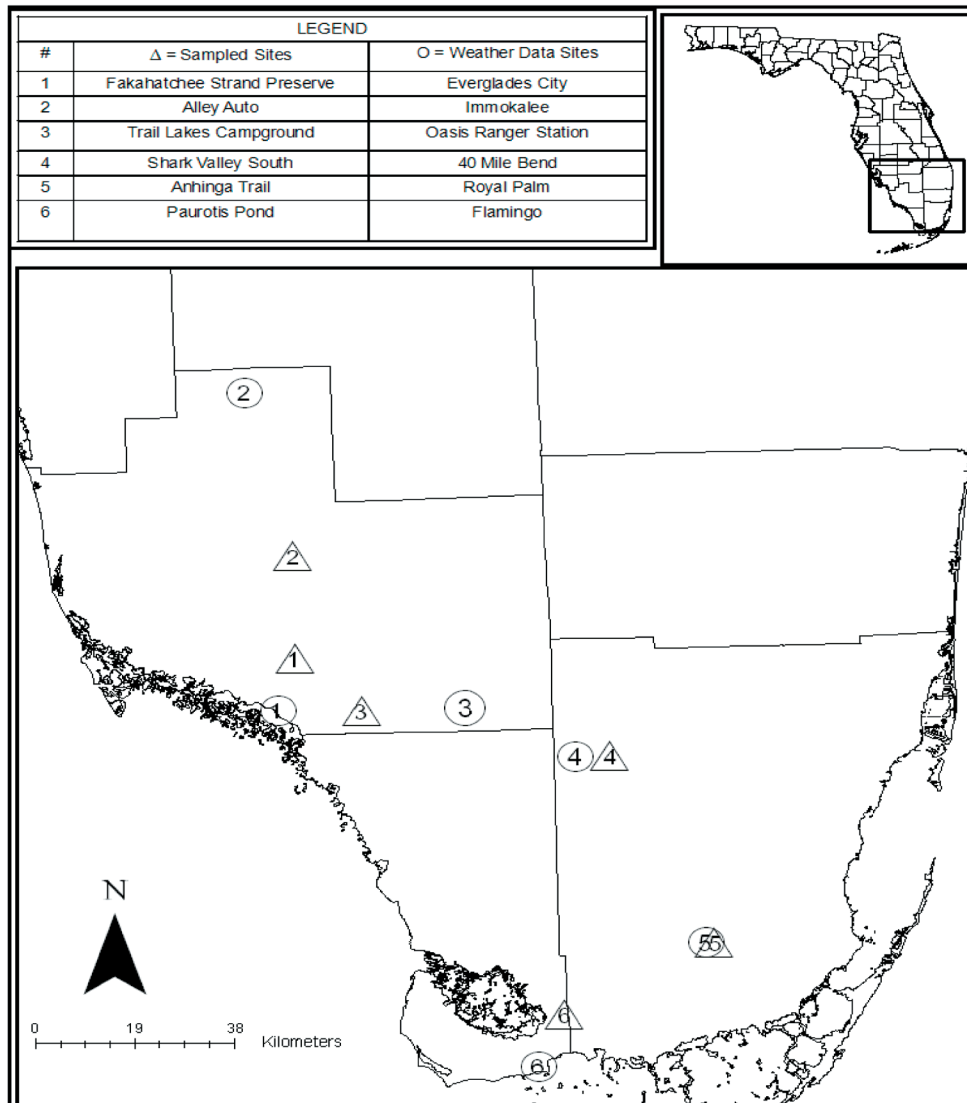 LEGEND
# Δ = Sampled Sites O = Weather Data Sites
1 Fakahatchee Strand Preserve Everglades City
2 Alley Auto Immokalee
3 Trail Lakes Campground Oasis Ranger Station
4 Shark Valley South 40 Mile Bend
5 Anhinga Trail Royal Palm
6 Paurotis Pond Flamingo
2
2
1
1 3 3
4 4
5 5
6
6
N
0 19 38
Kilometers